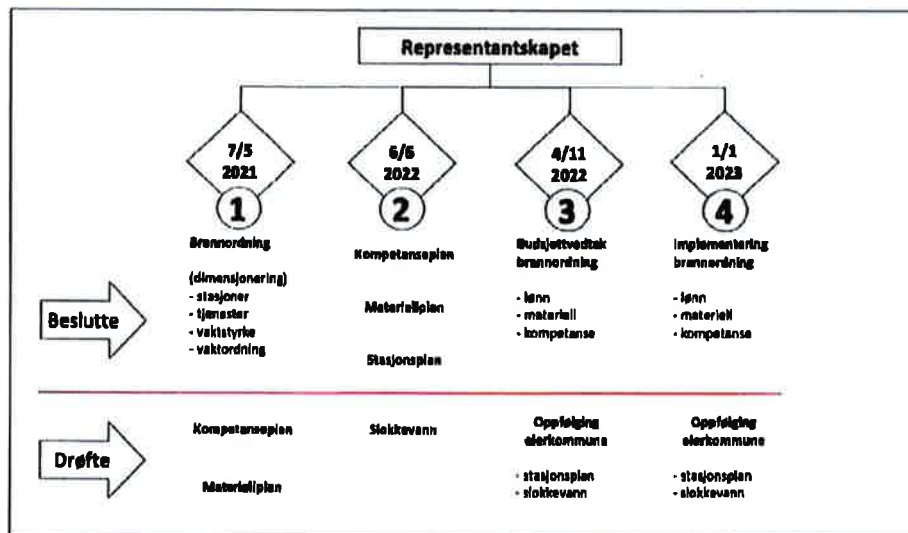 Representantskapet
7/5
2021
1
Brannordning
(dimensjonering)
- stasjoner
- tjenester
- vaktstyrke
- vaktordning
6/6
2022
2
Kompetanseplan
Materiellplan
Stasjonsplan
4/11
2022
3
Budsjettvedtak
brannordning
- lønn
- materiell
- kompetanse
1/1
2023
4
Implementering
brannordning
- lønn
- materiell
- kompetanse
Beslutte
Drøfte
Kompetanseplan
Materiellplan
Slokkevann
Oppfølging
eierkommune
- stasjonsplan
- slokkevann
Oppfølging
eierkommune
- stasjonsplan
- slokkevann